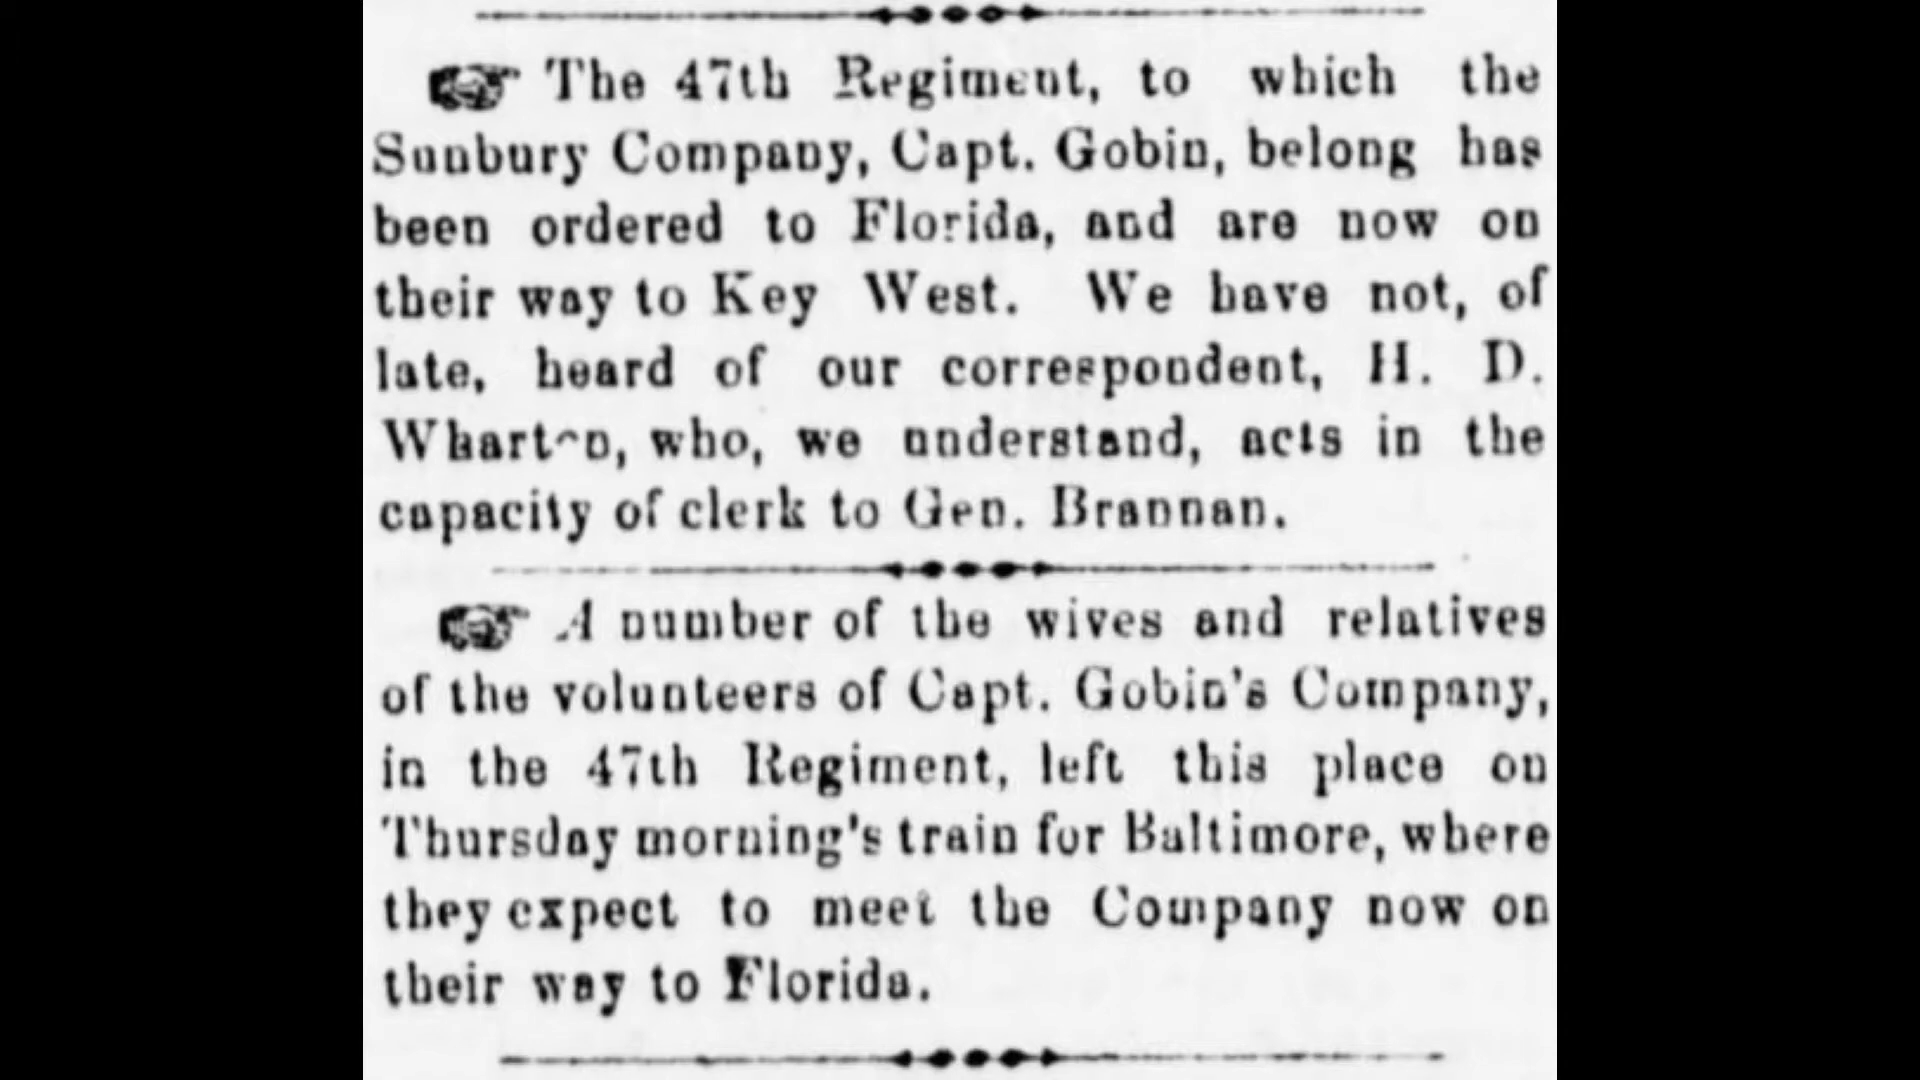 The 47th Regiment, to which the
Sunbury Company, Capt. Gobin, belong has
been ordered to Florida, and are now on
their way to Key West. We have not, of
late, heard of our correspondent, H. D.
Wharton, who, we understand, acts in the
capacity of clerk to Gen. Brannan.
A number of the wives and relatives
of the volunteers of Capt. Gobin's Company,
in the 47th Regiment, left this place on
Thursday morning's train for Baltimore, where
they expect to meet the Company now on
their way to Florida.